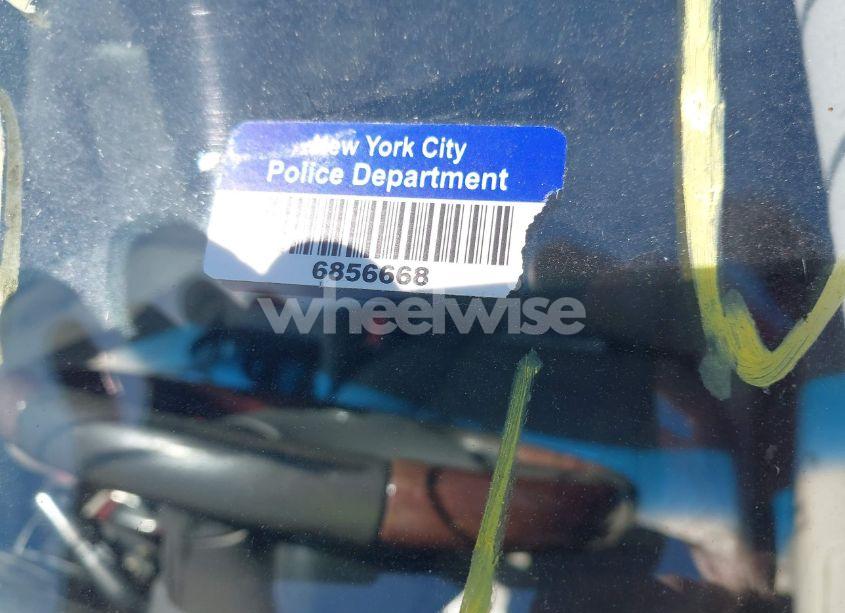 New York City
Police Department
6856668
wheelwise